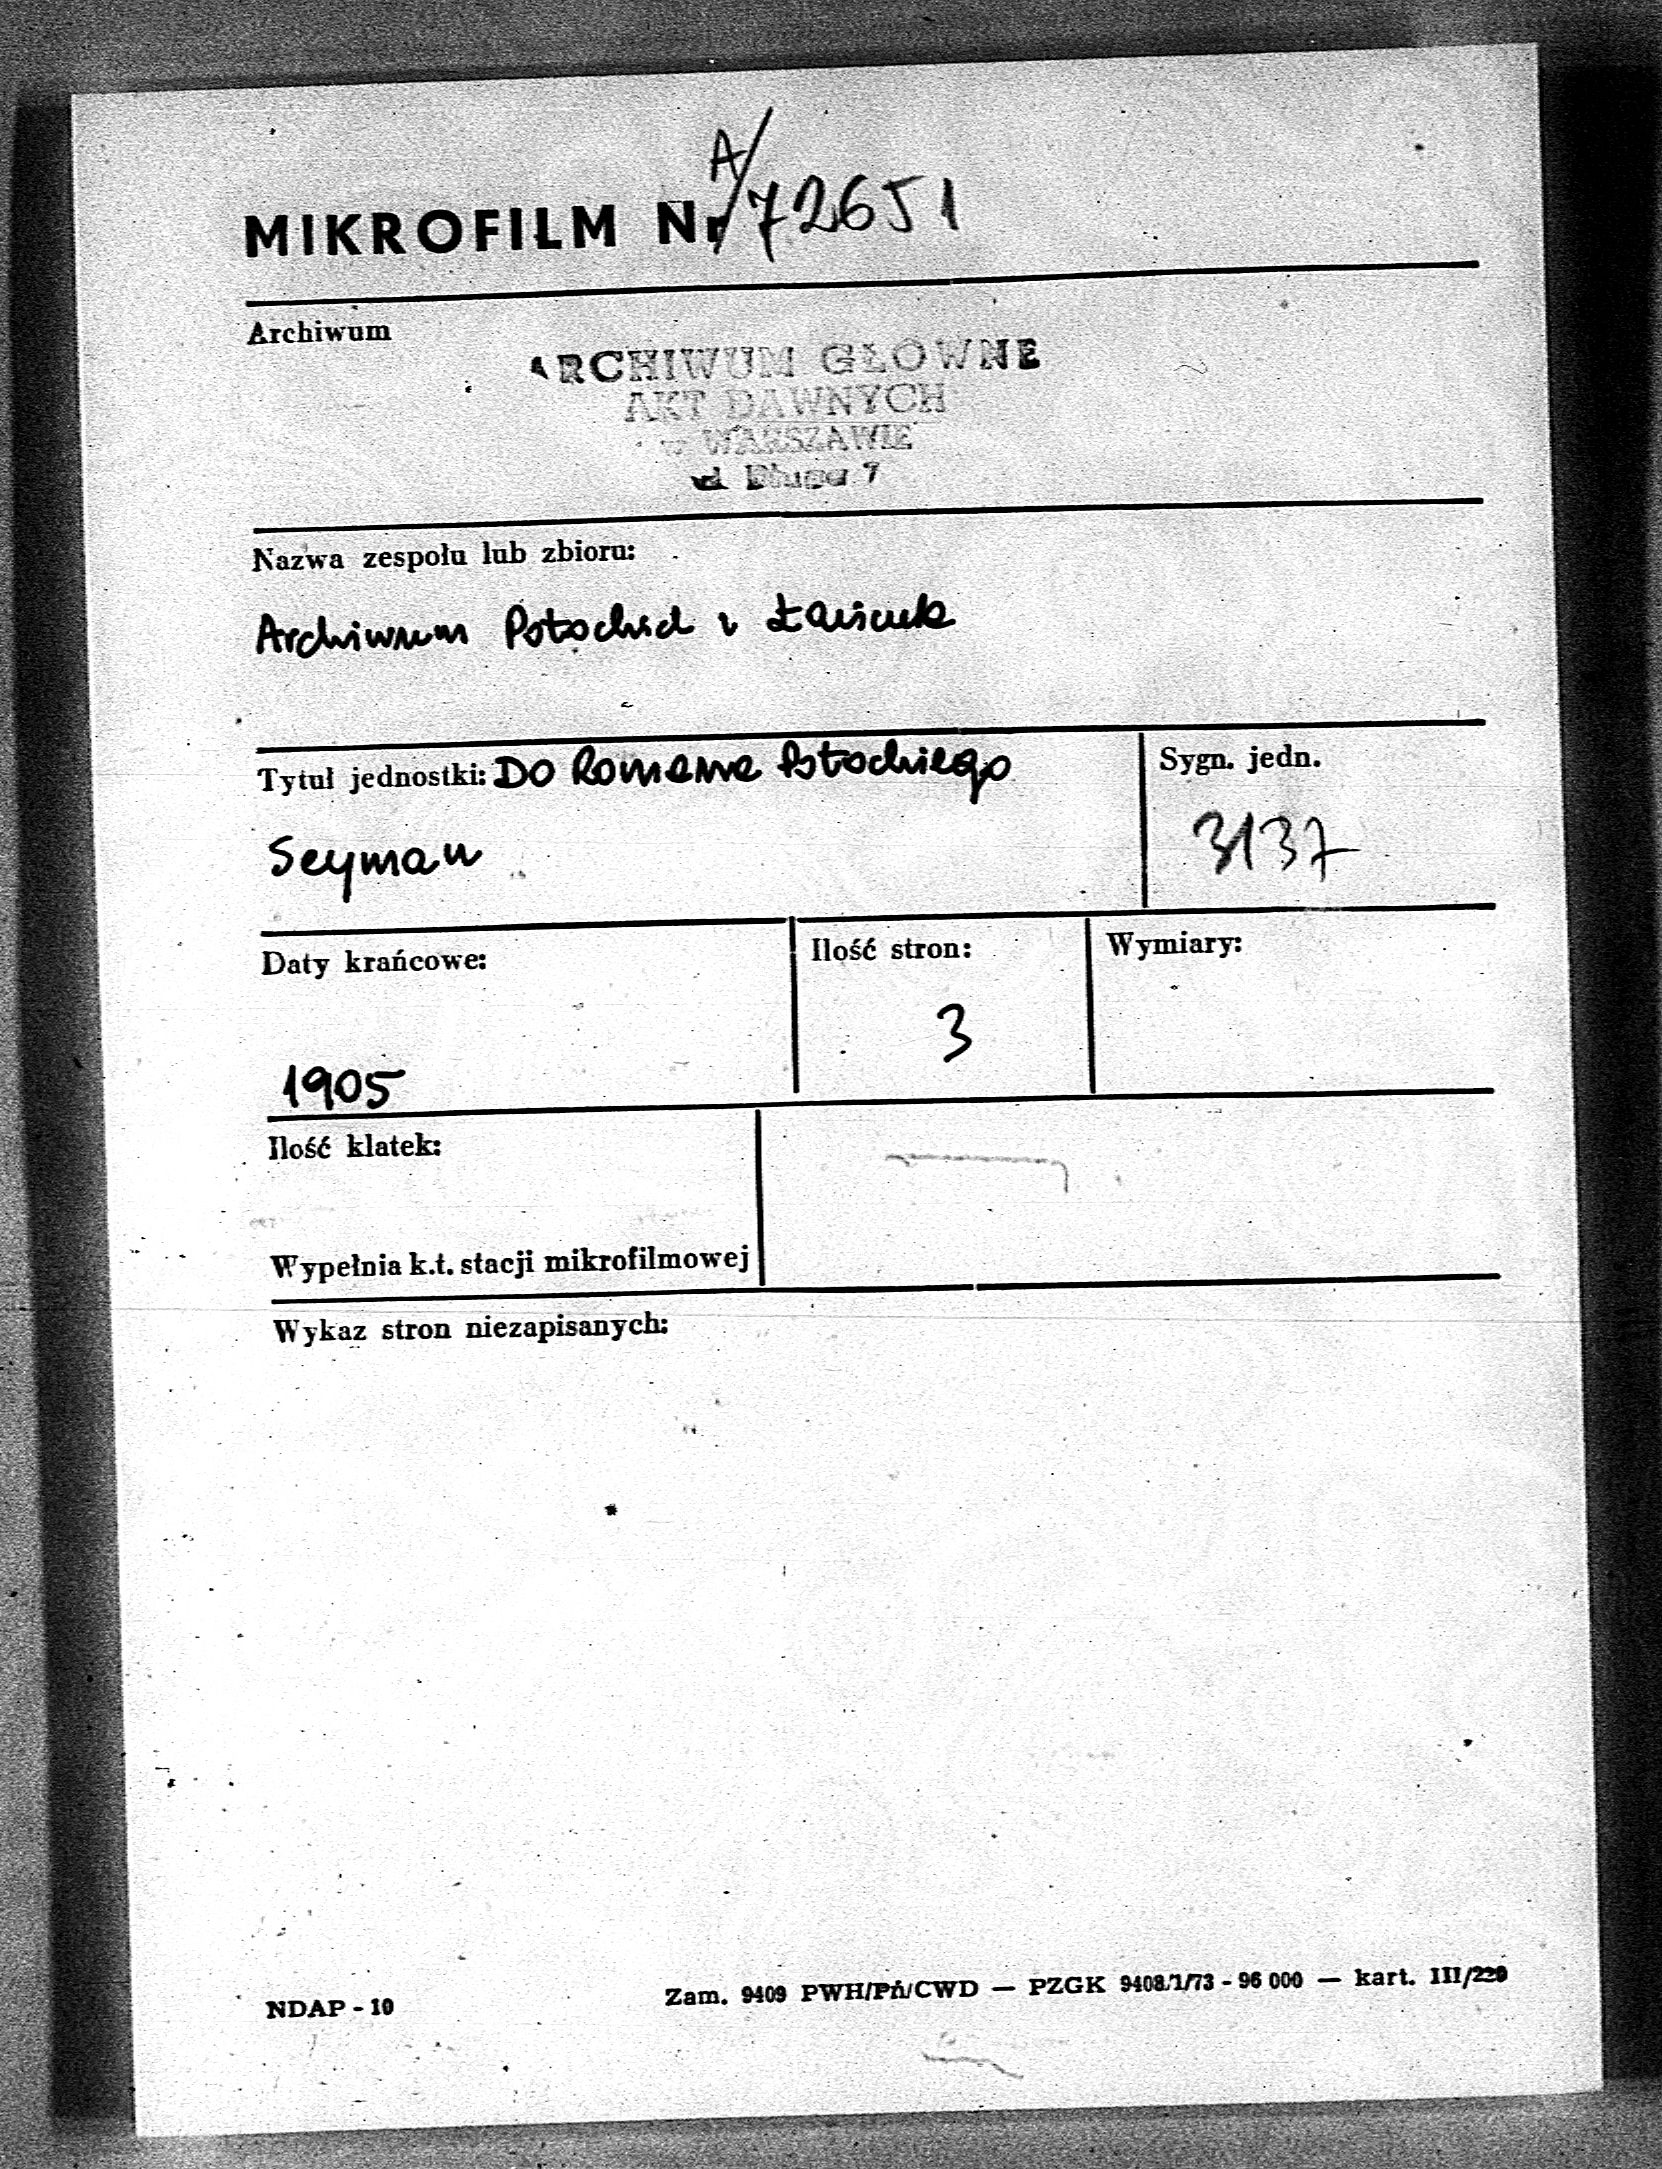 A/72651
MIKROFILM Nr
Archiwum
ARCHIWUM GŁÓWNE
AKT DAWNYCH
w WARSZAWIE
ul Długa 7
Nazwa zespołu lub zbioru:
Archiwum Potockich w Łańcucie
Tytuł jednostki: Do Romana Potockiego
Seyman
Sygn. jedn.
3137
Daty krańcowe:
1905
Ilość stron:
3
Wymiary:
Ilość klatek:
Wypełnia k.t. stacji mikrofilmowej
Wykaz stron niezapisanych:
NDAP - 10
Zam. 9409 PWH/Pń/CWD — PZGK 9408/1/73 - 96 000 — kart. III/220